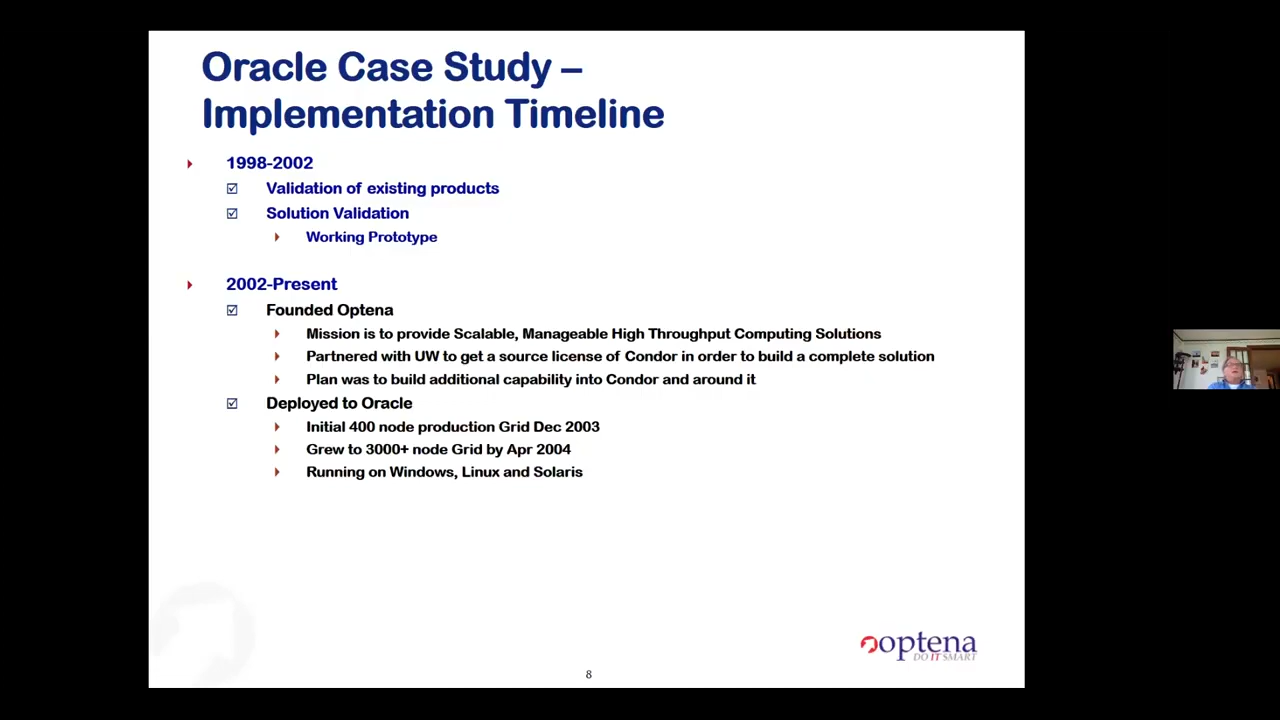 Oracle Case Study –
Implementation Timeline
1998-2002
Validation of existing products
Solution Validation
Working Prototype
2002-Present
Founded Optena
Mission is to provide Scalable, Manageable High Throughput Computing Solutions
Partnered with UW to get a source license of Condor in order to build a complete solution
Plan was to build additional capability into Condor and around it
Deployed to Oracle
Initial 400 node production Grid Dec 2003
Grew to 3000+ node Grid by Apr 2004
Running on Windows, Linux and Solaris
optena
DO IT SMART
8